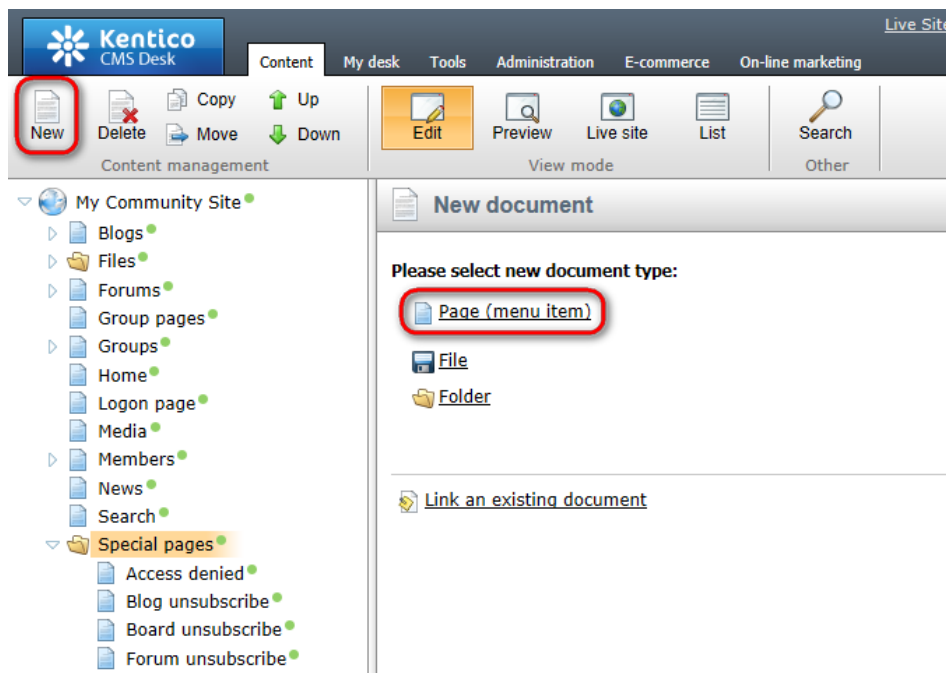 Live Site
Kentico
CMS Desk
Content My desk Tools Administration E-commerce On-line marketing
New Delete Copy Move Up Down
Content management
Edit Preview Live site List
View mode
Search
Other
My Community Site
Blogs
Files
Forums
Group pages
Groups
Home
Logon page
Media
Members
News
Search
Special pages
Access denied
Blog unsubscribe
Board unsubscribe
Forum unsubscribe
New document
Please select new document type:
Page (menu item)
File
Folder
Link an existing document